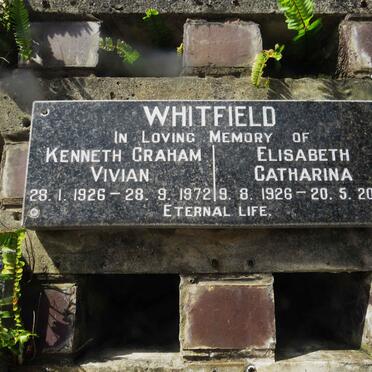 WHITFIELD
IN LOVING MEMORY OF
KENNETH GRAHAM ELISABETH
VIVIAN CATHARINA
28. 1. 1926 – 28. 9. 1972 9. 8. 1926 – 20. 5.
ETERNAL LIFE.